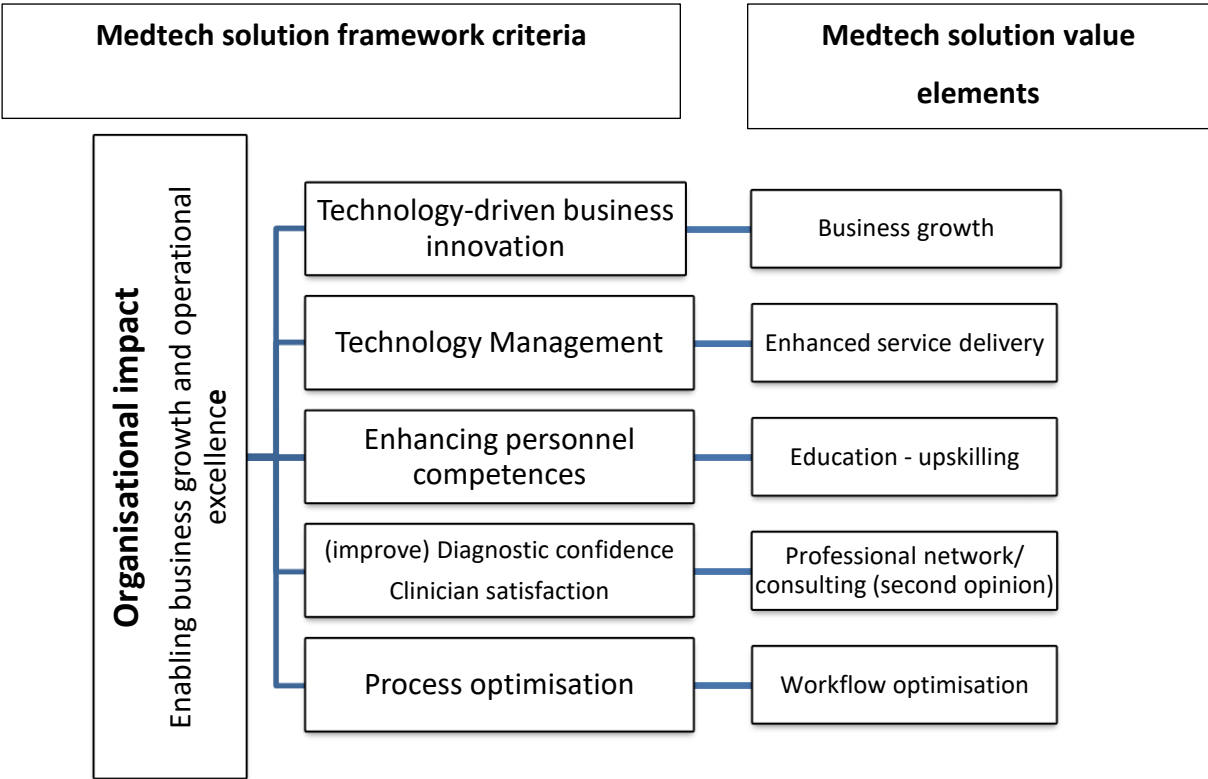 Medtech solution framework criteria
Medtech solution value
elements
Organisational impact
Enabling business growth and operational
excellence
Technology-driven business
innovation
Business growth
Technology Management
Enhanced service delivery
Enhancing personnel
competences
Education - upskilling
(improve) Diagnostic confidence
Clinician satisfaction
Professional network/
consulting (second opinion)
Process optimisation
Workflow optimisation